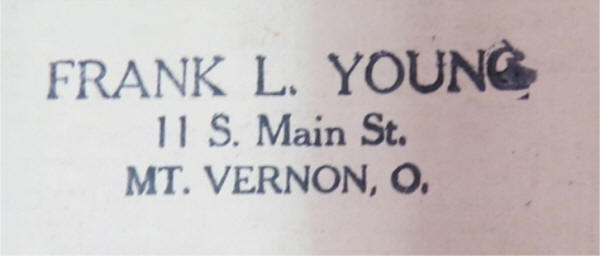 FRANK L. YOUNG
11 S. Main St.
MT. VERNON, O.